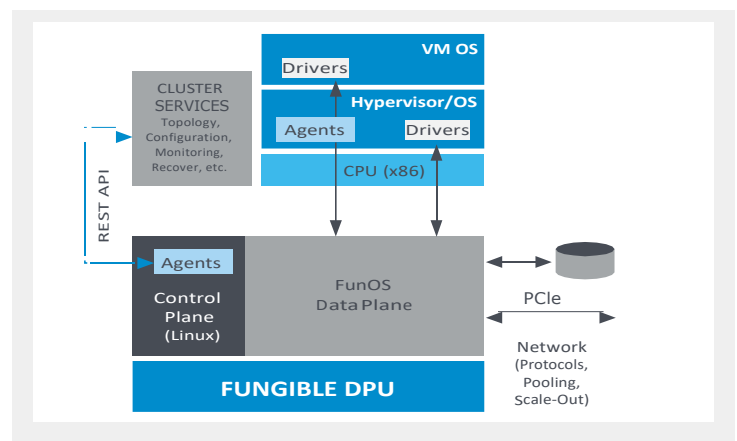 VM OS
Drivers
CLUSTER
SERVICES
Topology,
Configuration,
Monitoring,
Recover, etc.
Hypervisor/OS
Agents
Drivers
CPU (x86)
REST API
Agents
Control
Plane
(Linux)
FunOS
Data Plane
PCIe
Network
(Protocols,
Pooling,
Scale-Out)
FUNGIBLE DPU